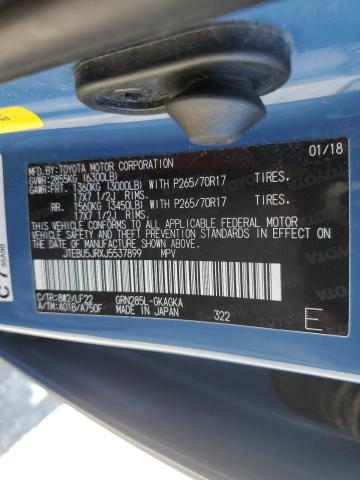 MFD.BY:TOYOTA MOTOR CORPORATION 01/18
GVWR:2855KG (6300LB)
GAWR:FRT. 1360KG (3000LB) WITH P265/70R17 TIRES.
17X7 1/2J RIMS
RR. 1560KG (3450LB) WITH P265/70R17 TIRES.
17X7 1/2J RIMS
THIS VEHICLE CONFORMS TO ALL APPLICABLE FEDERAL MOTOR
VEHICLE SAFETY STANDARDS IN EFFECT ON THE DATE OF
MANUFACTURE SHOWN ABOVE.
JTEBU5JRXJ5537899 MPV
C/TR:8W2/LF22 GRN285L-GKAGKA
A/TM:A01B/A750F MADE IN JAPAN 322 E